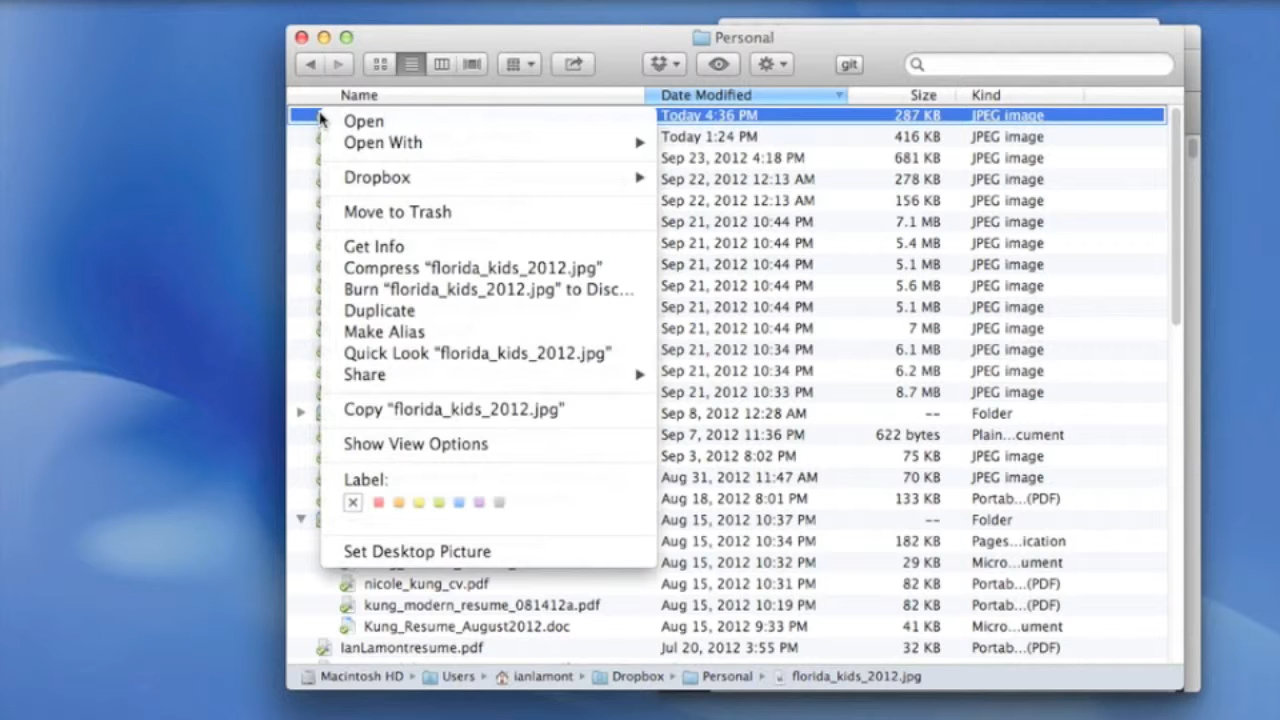 Personal
git
Name Date Modified Size Kind
Today 4:36 PM 287 KB JPEG image
Open
Today 1:24 PM 416 KB JPEG image
Open With
Sep 23, 2012 4:18 PM 681 KB JPEG image
Dropbox
Sep 22, 2012 12:13 AM 278 KB JPEG image
Sep 22, 2012 12:13 AM 156 KB JPEG image
Move to Trash
Sep 21, 2012 10:44 PM 7.1 MB JPEG image
Get Info
Sep 21, 2012 10:44 PM 5.4 MB JPEG image
Compress “florida_kids_2012.jpg”
Sep 21, 2012 10:44 PM 5.1 MB JPEG image
Burn “florida_kids_2012.jpg” to Disc...
Sep 21, 2012 10:44 PM 5.6 MB JPEG image
Duplicate
Sep 21, 2012 10:44 PM 5.1 MB JPEG image
Make Alias
Sep 21, 2012 10:44 PM 7 MB JPEG image
Quick Look “florida_kids_2012.jpg”
Sep 21, 2012 10:34 PM 6.1 MB JPEG image
Share
Sep 21, 2012 10:34 PM 6.2 MB JPEG image
Sep 21, 2012 10:33 PM 8.7 MB JPEG image
Copy “florida_kids_2012.jpg”
Sep 8, 2012 12:28 AM -- Folder
Sep 7, 2012 11:36 PM 622 bytes Plain...cument
Show View Options
Sep 3, 2012 8:02 PM 75 KB JPEG image
Label:
Aug 31, 2012 11:47 AM 70 KB JPEG image
Aug 18, 2012 8:01 PM 133 KB Portab...(PDF)
Aug 15, 2012 10:37 PM -- Folder
Aug 15, 2012 10:34 PM 182 KB Pages...ication
Set Desktop Picture
Aug 15, 2012 10:32 PM 29 KB Micro...ument
nicole_kung_cv.pdf Aug 15, 2012 10:31 PM 82 KB Portab...(PDF)
kung_modern_resume_081412a.pdf Aug 15, 2012 10:19 PM 82 KB Portab...(PDF)
Kung_Resume_August2012.doc Aug 15, 2012 9:33 PM 41 KB Micro...ument
IanLamontresume.pdf Jul 20, 2012 3:55 PM 32 KB Portab...(PDF)
Macintosh HD Users ianlamont Dropbox Personal florida_kids_2012.jpg